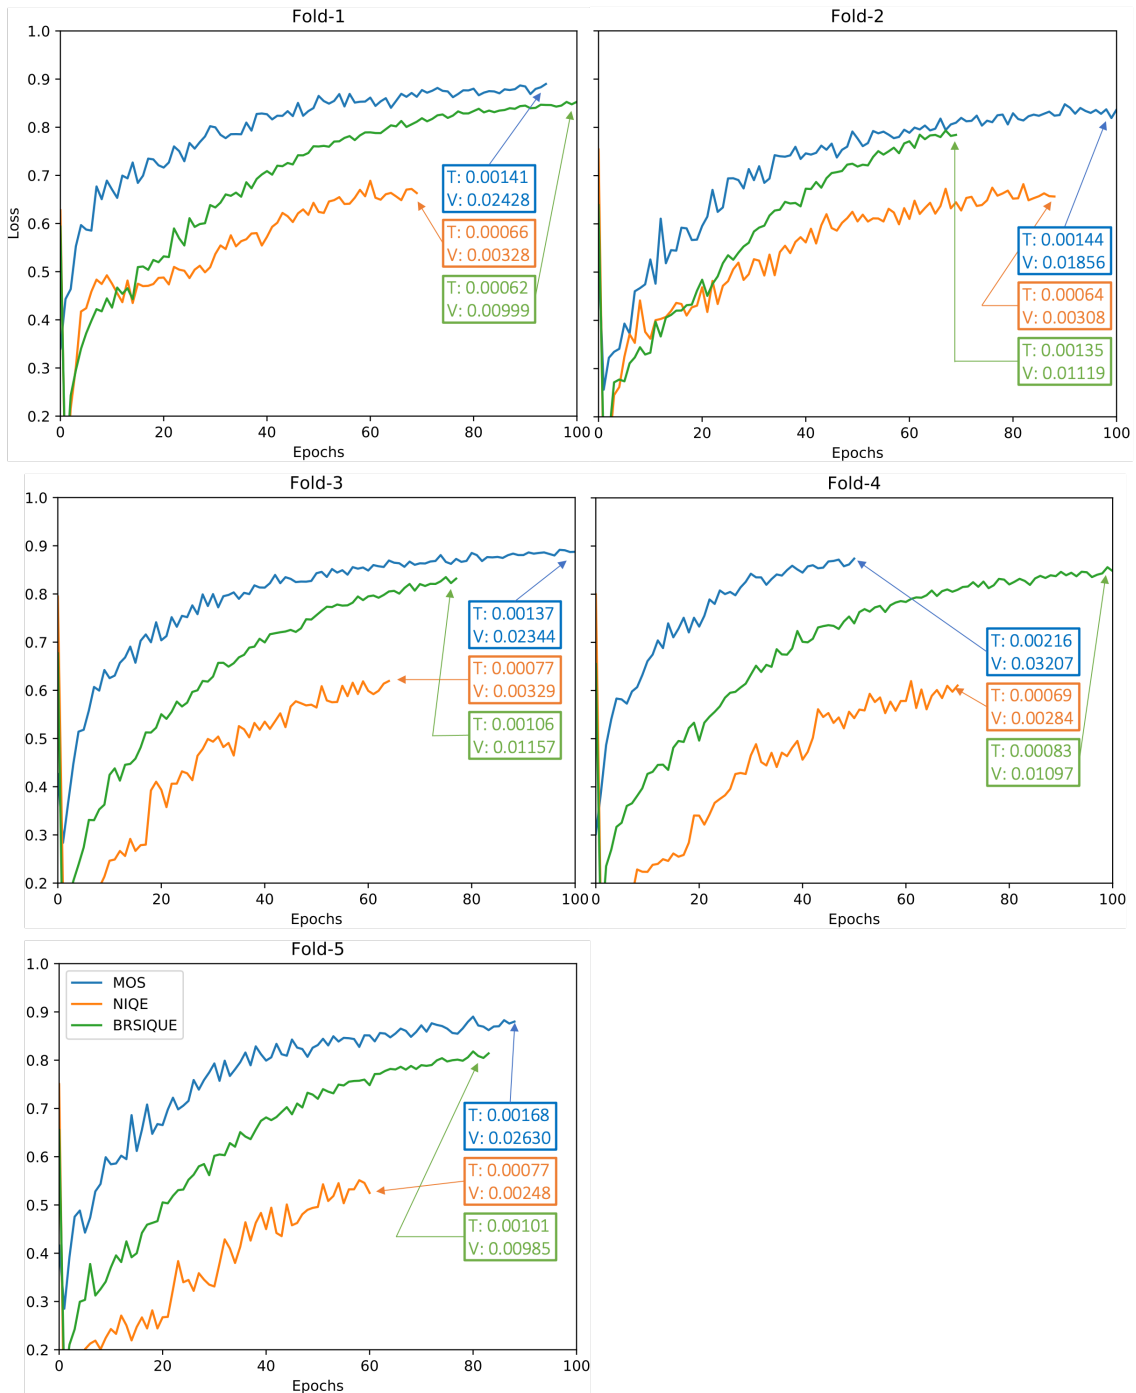 Fold-1
Loss
1.0
0.9
0.8
0.7
0.6
0.5
0.4
0.3
0.2
T: 0.00141
V: 0.02428
T: 0.00066
V: 0.00328
T: 0.00062
V: 0.00999
0 20 40 60 80 100
Epochs
Fold-2
T: 0.00144
V: 0.01856
T: 0.00064
V: 0.00308
T: 0.00135
V: 0.01119
0 20 40 60 80 100
Epochs
Fold-3
1.0
0.9
0.8
0.7
0.6
0.5
0.4
0.3
0.2
T: 0.00137
V: 0.02344
T: 0.00077
V: 0.00329
T: 0.00106
V: 0.01157
0 20 40 60 80 100
Epochs
Fold-4
T: 0.00216
V: 0.03207
T: 0.00069
V: 0.00284
T: 0.00083
V: 0.01097
0 20 40 60 80 100
Epochs
Fold-5
1.0
0.9
0.8
0.7
0.6
0.5
0.4
0.3
0.2
MOS
NIQE
BRSIQUE
T: 0.00168
V: 0.02630
T: 0.00077
V: 0.00248
T: 0.00101
V: 0.00985
0 20 40 60 80 100
Epochs